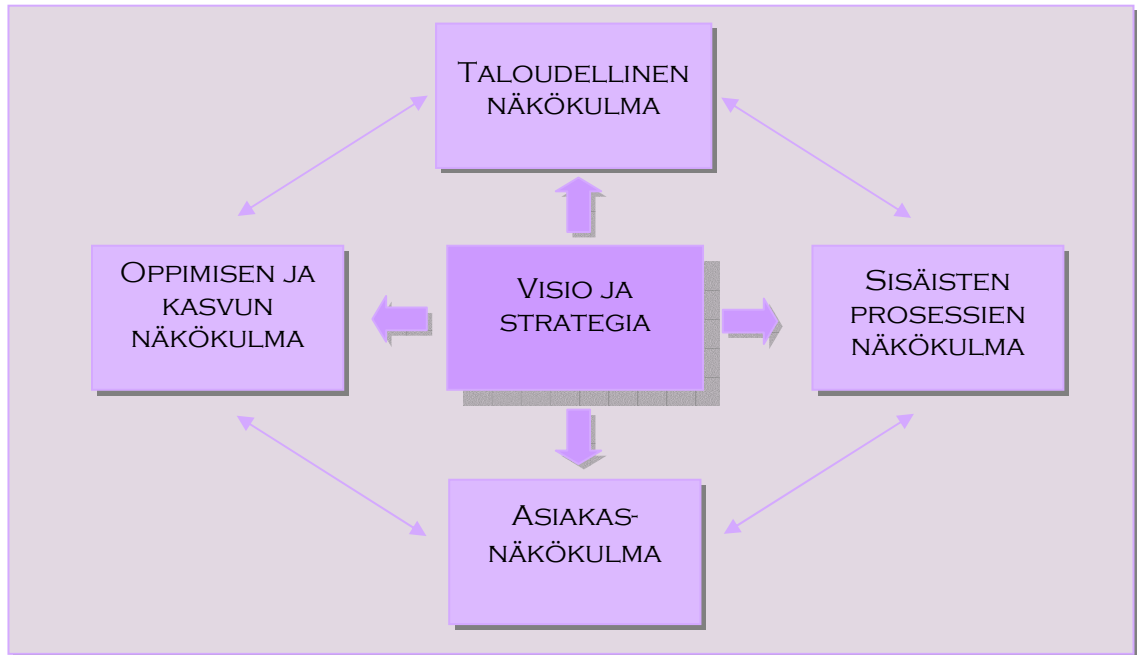 TALOUDELLINEN
NÄKÖKULMA
OPPIMISEN JA
KASVUN
NÄKÖKULMA
VISIO JA
STRATEGIA
SISÄISTEN
PROSESSIEN
NÄKÖKULMA
ASIAKAS-
NÄKÖKULMA